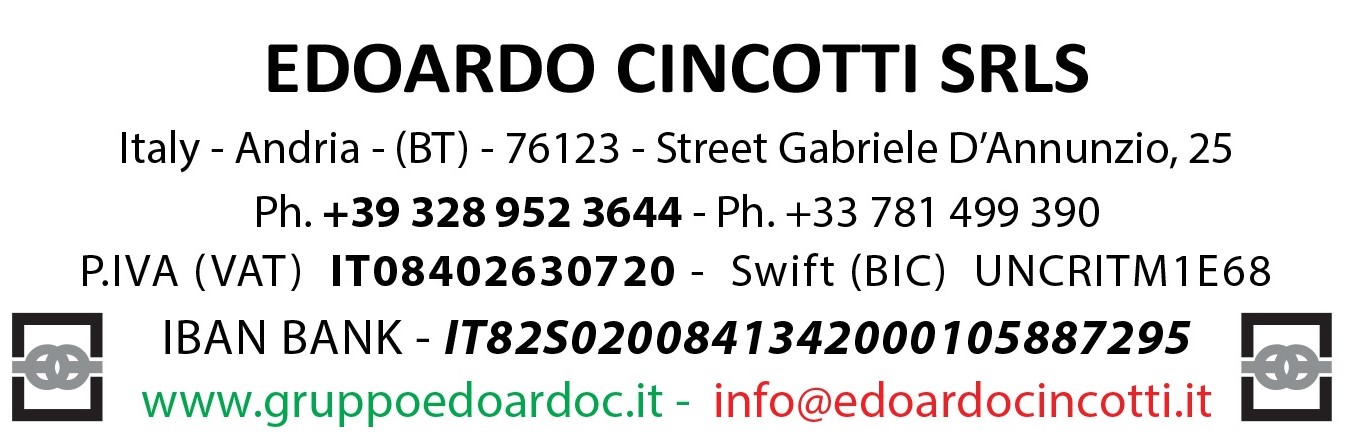 EDOARDO CINCOTTI SRLS
Italy - Andria - (BT) - 76123 - Street Gabriele D’Annunzio, 25
Ph. +39 328 952 3644 - Ph. +33 781 499 390
P.IVA (VAT) IT08402630720 - Swift (BIC) UNCRITM1E68
IBAN BANK - IT82S0200841342000105887295
www.gruppoedoardoc.it - info@edoardocincotti.it